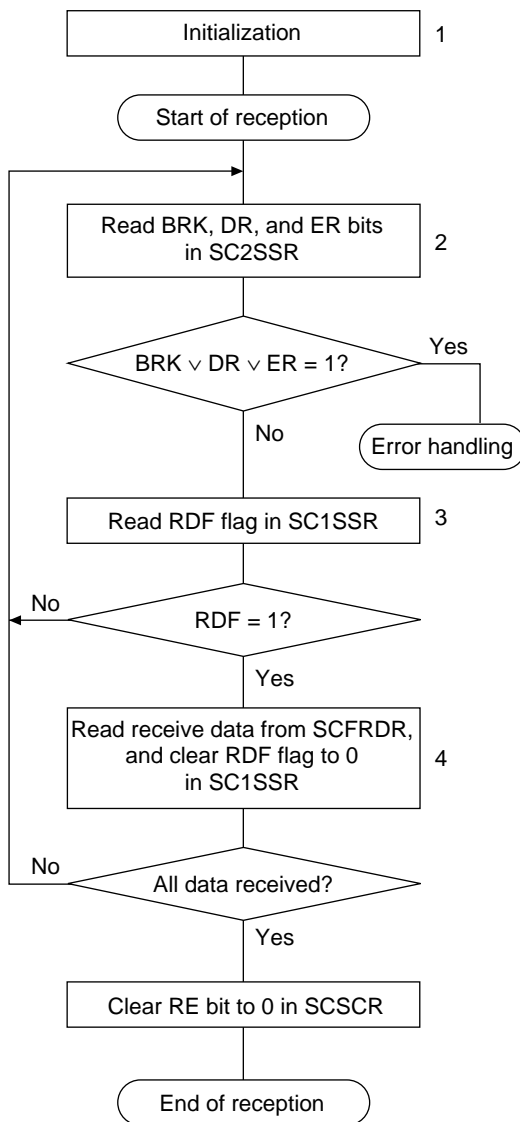 Initialization
1
Start of reception
Read BRK, DR, and ER bits
in SC2SSR
2
BRK ∨ DR ∨ ER = 1?
Yes
No
Error handling
Read RDF flag in SC1SSR
3
No
RDF = 1?
Yes
Read receive data from SCFRDR,
and clear RDF flag to 0
in SC1SSR
4
No
All data received?
Yes
Clear RE bit to 0 in SCSCR
End of reception